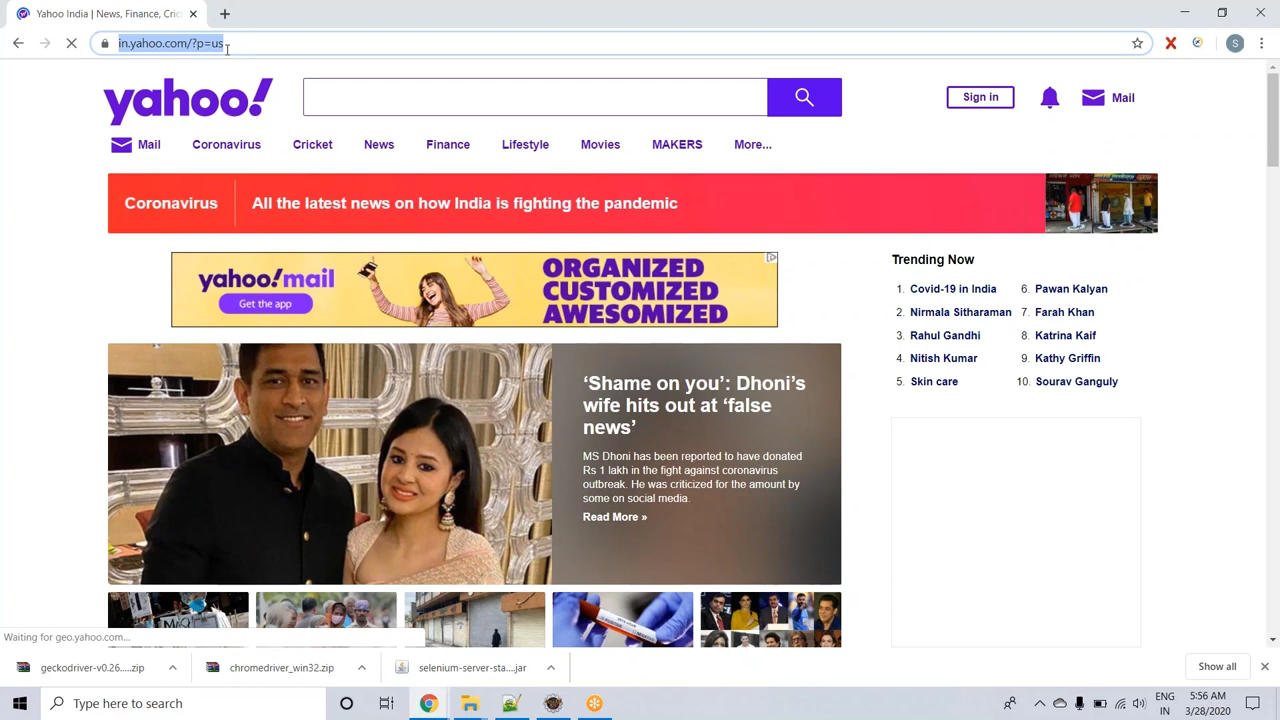 Yahoo India | News, Finance, Cric
in.yahoo.com/?p=us
S
yahoo!
Sign in
Mail
Mail
Coronavirus
Cricket
News
Finance
Lifestyle
Movies
MAKERS
More...
Coronavirus
All the latest news on how India is fighting the pandemic
yahoo!mail
Get the app
ORGANIZED
CUSTOMIZED
AWESOMIZED
Trending Now
1. Covid-19 in India
2. Nirmala Sitharaman
3. Rahul Gandhi
4. Nitish Kumar
5. Skin care
6. Pawan Kalyan
7. Farah Khan
8. Katrina Kaif
9. Kathy Griffin
10. Sourav Ganguly
‘Shame on you’: Dhoni’s
wife hits out at ‘false
news’
MS Dhoni has been reported to have donated
Rs 1 lakh in the fight against coronavirus
outbreak. He was criticized for the amount by
some on social media.
Read More »
Waiting for geo.yahoo.com...
geckodriver-v0.26.....zip
chromedriver_win32.zip
selenium-server-sta....jar
Show all
Type here to search
ENG
IN
5:56 AM
3/28/2020